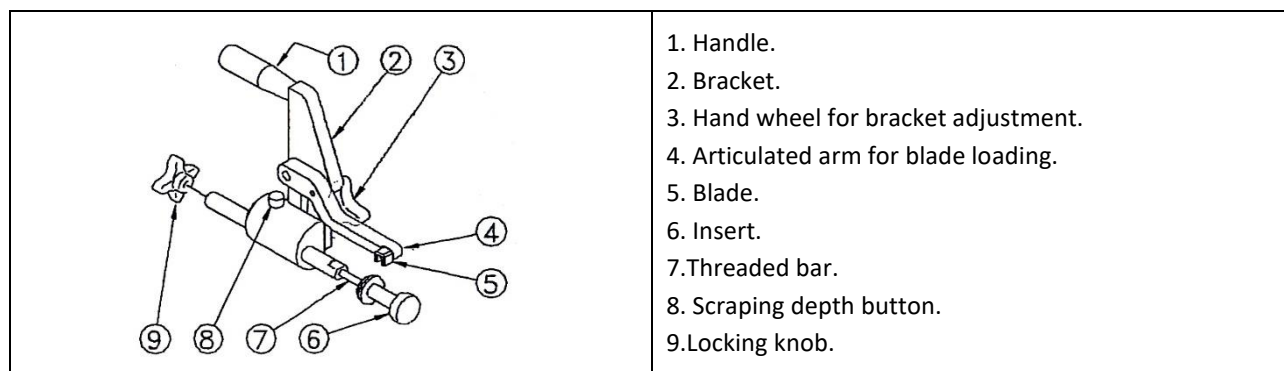 1
2
3
4
5
6
7
8
9
1. Handle.
2. Bracket.
3. Hand wheel for bracket adjustment.
4. Articulated arm for blade loading.
5. Blade.
6. Insert.
7.Threaded bar.
8. Scraping depth button.
9.Locking knob.